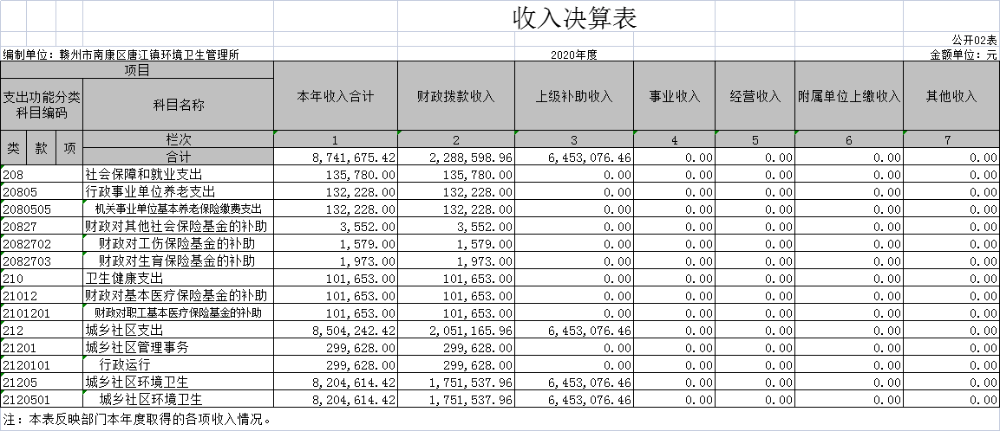 收入决算表
公开02表
编制单位：赣州市南康区唐江镇环境卫生管理所 2020年度 金额单位：元
项目 本年收入合计 财政拨款收入 上级补助收入 事业收入 经营收入 附属单位上缴收入 其他收入
支出功能分类科目编码 科目名称
类 款 项 栏次 1 2 3 4 5 6 7
合计 8,741,675.42 2,288,598.96 6,453,076.46 0.00 0.00 0.00 0.00
208 社会保障和就业支出 135,780.00 135,780.00 0.00 0.00 0.00 0.00 0.00
20805 行政事业单位养老支出 132,228.00 132,228.00 0.00 0.00 0.00 0.00 0.00
2080505 机关事业单位基本养老保险缴费支出 132,228.00 132,228.00 0.00 0.00 0.00 0.00 0.00
20827 财政对其他社会保险基金的补助 3,552.00 3,552.00 0.00 0.00 0.00 0.00 0.00
2082702 财政对工伤保险基金的补助 1,579.00 1,579.00 0.00 0.00 0.00 0.00 0.00
2082703 财政对生育保险基金的补助 1,973.00 1,973.00 0.00 0.00 0.00 0.00 0.00
210 卫生健康支出 101,653.00 101,653.00 0.00 0.00 0.00 0.00 0.00
21012 财政对基本医疗保险基金的补助 101,653.00 101,653.00 0.00 0.00 0.00 0.00 0.00
2101201 财政对职工基本医疗保险基金的补助 101,653.00 101,653.00 0.00 0.00 0.00 0.00 0.00
212 城乡社区支出 8,504,242.42 2,051,165.96 6,453,076.46 0.00 0.00 0.00 0.00
21201 城乡社区管理事务 299,628.00 299,628.00 0.00 0.00 0.00 0.00 0.00
2120101 行政运行 299,628.00 299,628.00 0.00 0.00 0.00 0.00 0.00
21205 城乡社区环境卫生 8,204,614.42 1,751,537.96 6,453,076.46 0.00 0.00 0.00 0.00
2120501 城乡社区环境卫生 8,204,614.42 1,751,537.96 6,453,076.46 0.00 0.00 0.00 0.00
注：本表反映部门本年度取得的各项收入情况。